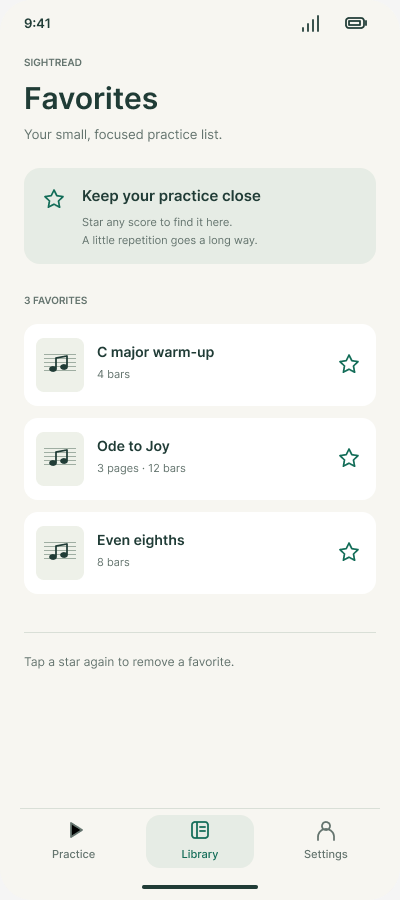 9:41
SIGHTREAD
Favorites
Your small, focused practice list.
Keep your practice close
Star any score to find it here.
A little repetition goes a long way.
3 FAVORITES
C major warm-up
4 bars
Ode to Joy
3 pages · 12 bars
Even eighths
8 bars
Tap a star again to remove a favorite.
Practice
Library
Settings